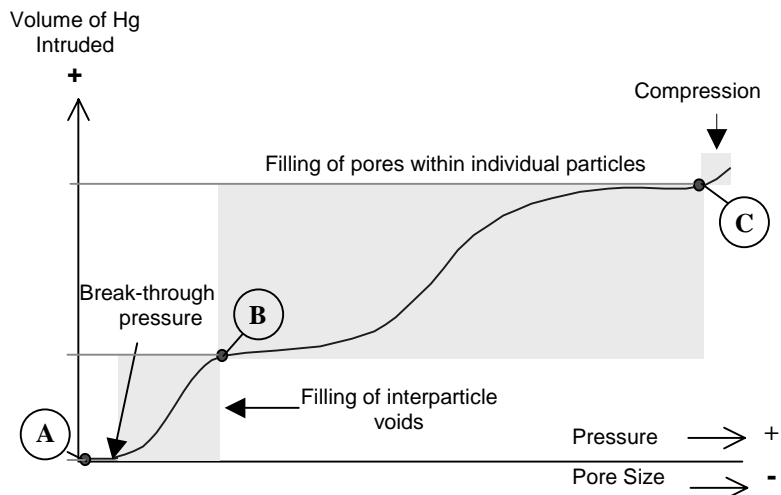 Volume of Hg
Intruded
+
Compression
Filling of pores within individual particles
C
Break-through
pressure
B
Filling of interparticle
voids
A
Pressure
+
Pore Size
-